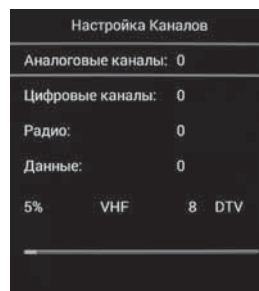 Настройка Каналов
Аналоговые каналы: 0
Цифровые каналы: 0
Радио: 0
Данные: 0
5% VHF 8 DTV